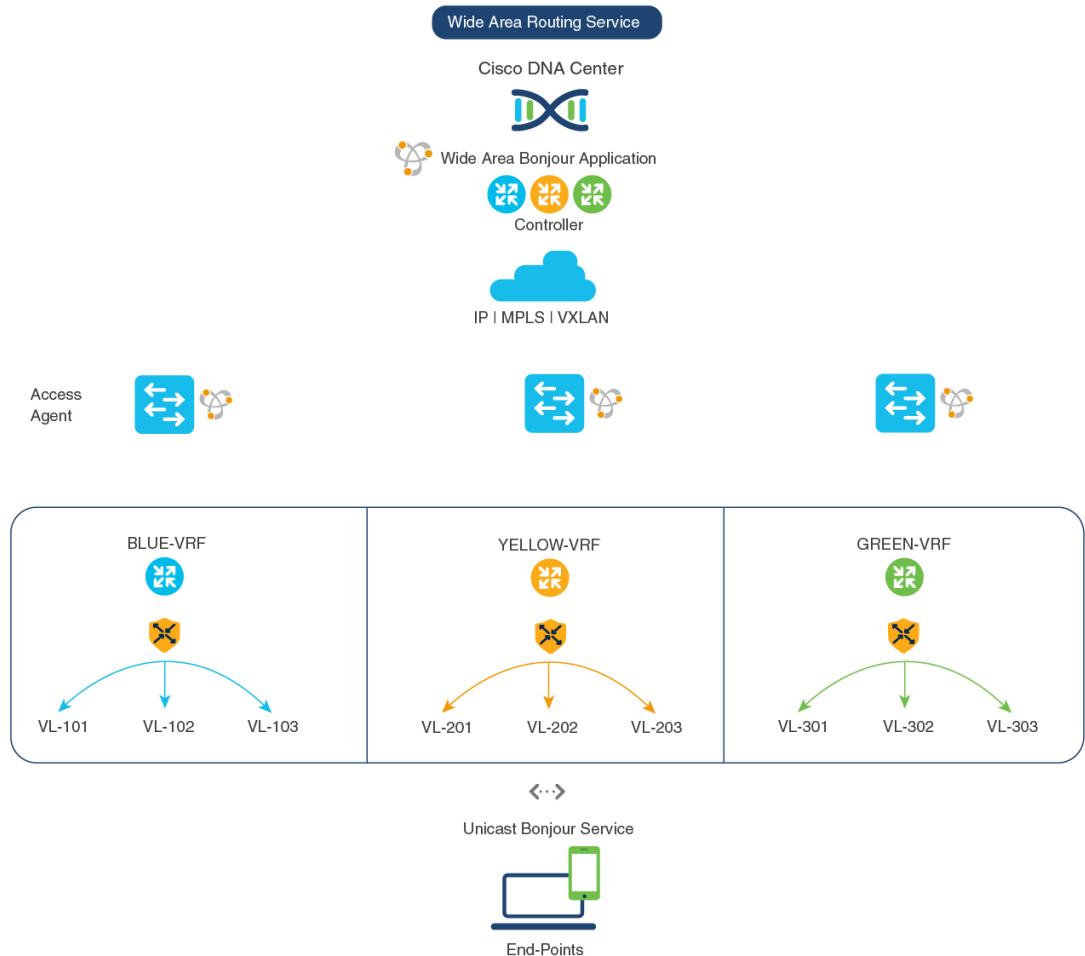 Wide Area Routing Service
Cisco DNA Center
Wide Area Bonjour Application
Controller
IP | MPLS | VXLAN
Access
Agent
BLUE-VRF
YELLOW-VRF
GREEN-VRF
VL-101
VL-102
VL-103
VL-201
VL-202
VL-203
VL-301
VL-302
VL-303
Unicast Bonjour Service
End-Points